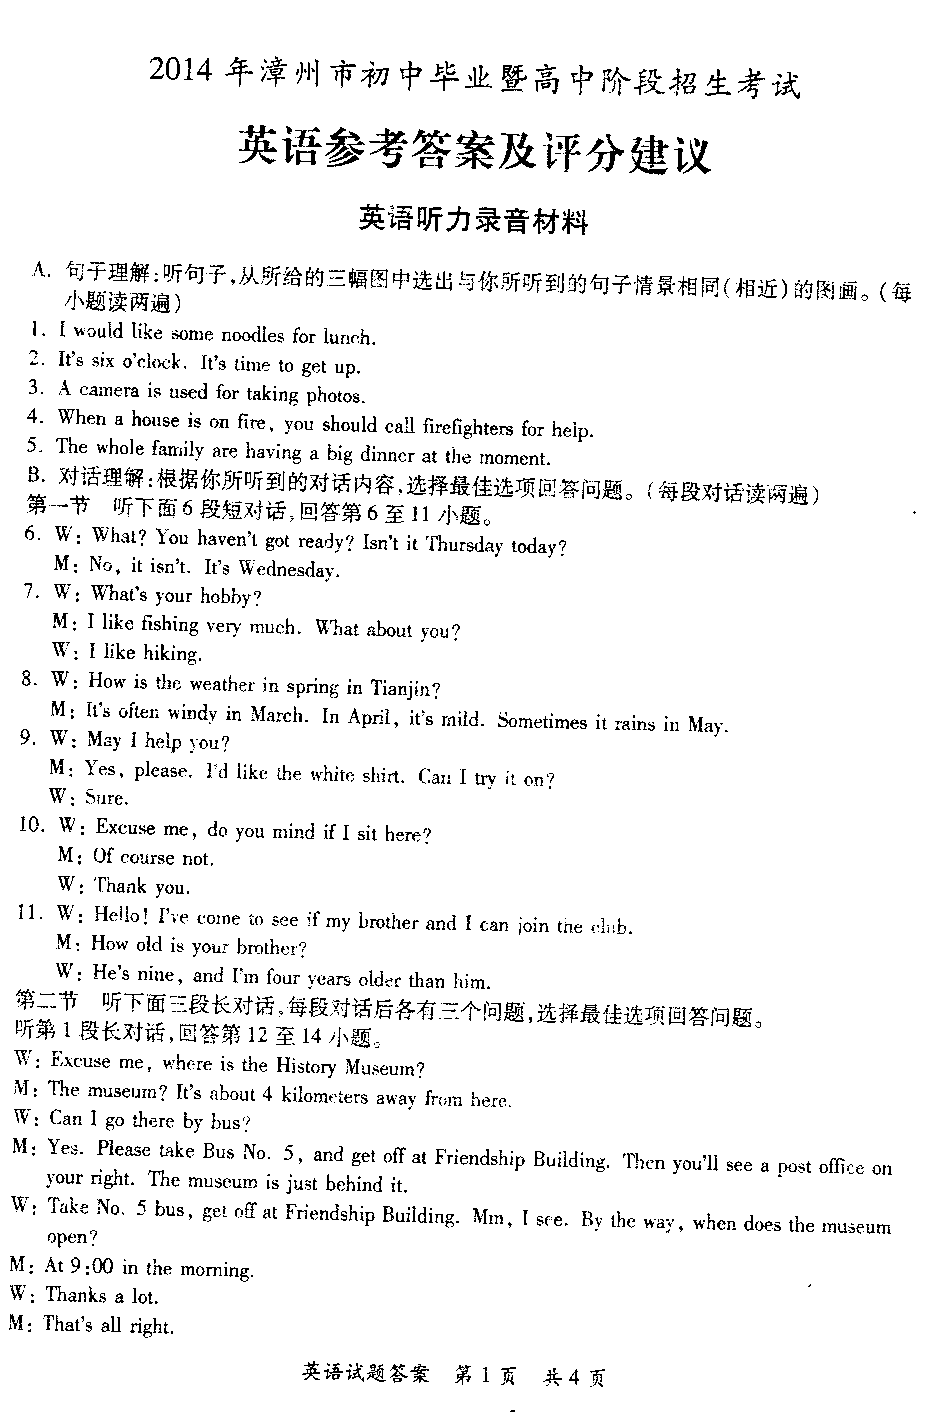 2014年漳州市初中毕业暨高中阶段招生考试
英语参考答案及评分建议
英语听力录音材料
A. 句子理解:听句子,从所给的三幅图中选出与你所听到的句子情景相同(相近)的图画。(每
小题读两遍)
1. I would like some noodles for lunch.
2. It's six o'clock. It's time to get up.
3. A camera is used for taking photos.
4. When a house is on fire, you should call firefighters for help.
5. The whole family are having a big dinner at the moment.
B. 对话理解:根据你所听到的对话内容,选择最佳选项回答问题。(每段对话读两遍)
第一节 听下面6段短对话,回答第6至11小题。
6. W: What? You haven't got ready? Isn't it Thursday today?
M: No, it isn't. It's Wednesday.
7. W: What's your hobby?
M: I like fishing very much. What about you?
W: I like hiking.
8. W: How is the weather in spring in Tianjin?
M: It's often windy in March. In April, it's mild. Sometimes it rains in May.
9. W: May I help you?
M: Yes, please. I'd like the white shirt. Can I try it on?
W: Sure.
10. W: Excuse me, do you mind if I sit here?
M: Of course not.
W: Thank you.
11. W: Hello! I've come to see if my brother and I can join the club.
M: How old is your brother?
W: He's nine, and I'm four years older than him.
第二节 听下面三段长对话,每段对话后各有三个问题,选择最佳选项回答问题。
听第1段长对话,回答第12至14小题。
W: Excuse me, where is the History Museum?
M: The museum? It's about 4 kilometers away from here.
W: Can I go there by bus?
M: Yes. Please take Bus No. 5, and get off at Friendship Building. Then you'll see a post office on
your right. The museum is just behind it.
W: Take No. 5 bus, get off at Friendship Building. Mm, I see. By the way, when does the museum
open?
M: At 9:00 in the morning.
W: Thanks a lot.
M: That's all right.
英语试题答案 第1页 共4页